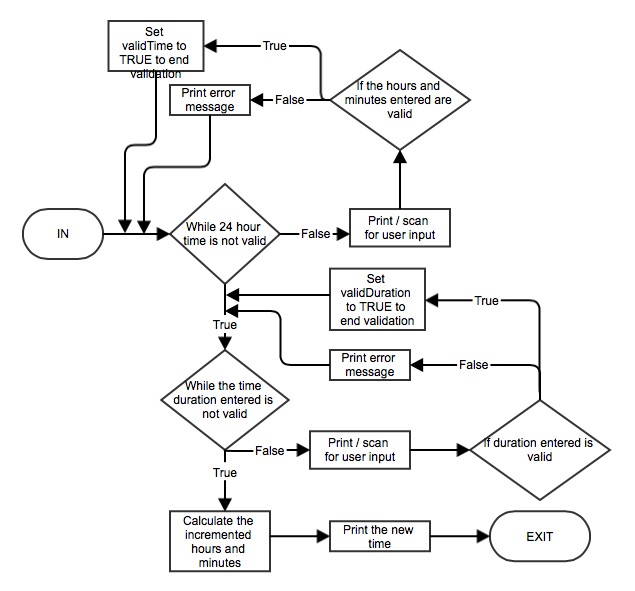 Set
validTime to
TRUE to end
validation
True
If the hours and
minutes entered are
valid
Print error
message
False
IN
While 24 hour
time is not valid
False
Print / scan
for user input
Set
validDuration
to TRUE to
end validation
True
True
Print error
message
False
While the time
duration entered is
not valid
False
Print / scan
for user input
If duration entered is
valid
True
Calculate the
incremented
hours and
minutes
Print the new
time
EXIT